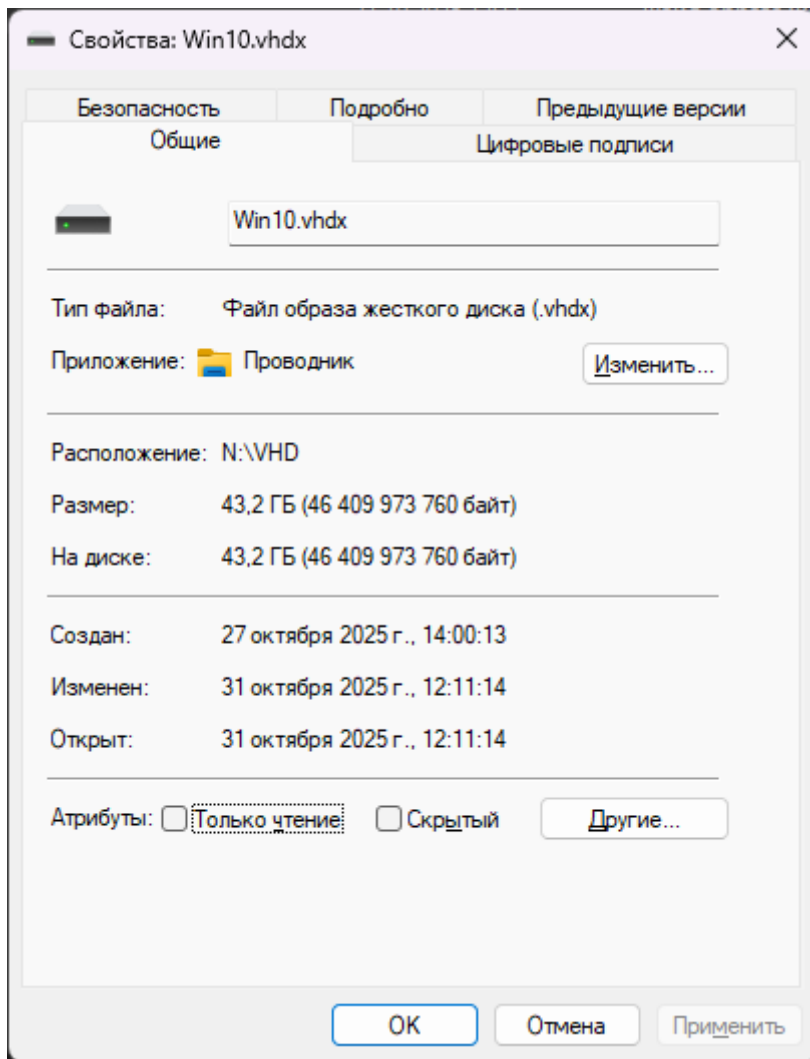 Свойства: Win10.vhdx
Безопасность Подробно Предыдущие версии
Общие Цифровые подписи
Win10.vhdx
Тип файла: Файл образа жесткого диска (.vhdx)
Приложение: Проводник Изменить...
Расположение: N:\VHD
Размер: 43,2 ГБ (46 409 973 760 байт)
На диске: 43,2 ГБ (46 409 973 760 байт)
Создан: 27 октября 2025 г., 14:00:13
Изменен: 31 октября 2025 г., 12:11:14
Открыт: 31 октября 2025 г., 12:11:14
Атрибуты: Только чтение Скрытый Другие...
ОК Отмена Применить